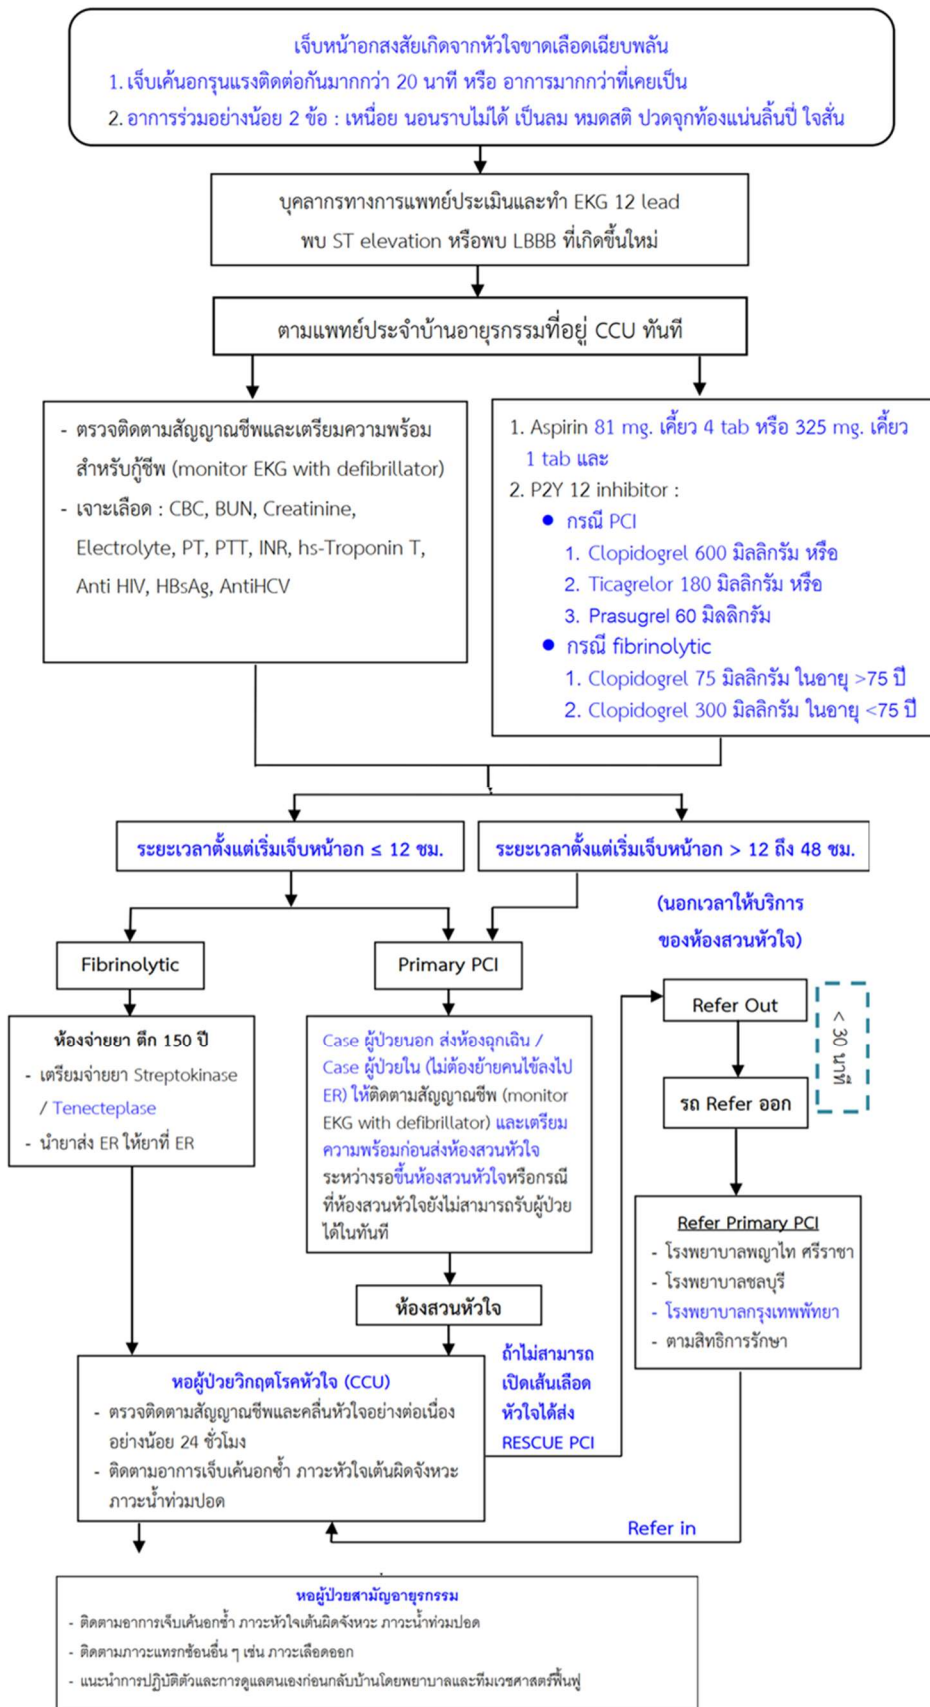 เจ็บหน้าอกสงสัยเกิดจากหัวใจขาดเลือดเฉียบพลัน
1. เจ็บเค้นอกรุนแรงติดต่อกันมากกว่า 20 นาที หรือ อาการมากกว่าที่เคยเป็น
2. อาการร่วมอย่างน้อย 2 ข้อ : เหนื่อย นอนราบไม่ได้ เป็นลม หมดสติ ปวดจุกท้องแน่นลิ้นปี่ ใจสั่น
บุคลากรทางการแพทย์ประเมินและทำ EKG 12 lead
พบ ST elevation หรือพบ LBBB ที่เกิดขึ้นใหม่
ตามแพทย์ประจำบ้านอายุรกรรมที่อยู่ CCU ทันที
- ตรวจติดตามสัญญาณชีพและเตรียมความพร้อม
สำหรับกู้ชีพ (monitor EKG with defibrillator)
- เจาะเลือด : CBC, BUN, Creatinine,
Electrolyte, PT, PTT, INR, hs-Troponin T,
Anti HIV, HBsAg, AntiHCV
1. Aspirin 81 mg. เคี้ยว 4 tab หรือ 325 mg. เคี้ยว
1 tab และ
2. P2Y 12 inhibitor :
● กรณี PCI
1. Clopidogrel 600 มิลลิกรัม หรือ
2. Ticagrelor 180 มิลลิกรัม หรือ
3. Prasugrel 60 มิลลิกรัม
● กรณี fibrinolytic
1. Clopidogrel 75 มิลลิกรัม ในอายุ >75 ปี
2. Clopidogrel 300 มิลลิกรัม ในอายุ <75 ปี
ระยะเวลาตั้งแต่เริ่มเจ็บหน้าอก ≤ 12 ชม.
ระยะเวลาตั้งแต่เริ่มเจ็บหน้าอก > 12 ถึง 48 ชม.
(นอกเวลาให้บริการ
ของห้องสวนหัวใจ)
Fibrinolytic
Primary PCI
Refer Out
< 30 นาที
รถ Refer ออก
ห้องจ่ายยา ตึก 150 ปี
- เตรียมจ่ายยา Streptokinase
/ Tenecteplase
- นำยาส่ง ER ให้ยาที่ ER
Case ผู้ป่วยนอก ส่งห้องฉุกเฉิน /
Case ผู้ป่วยใน (ไม่ต้องย้ายคนไข้ลงไป
ER) ให้ติดตามสัญญาณชีพ (monitor
EKG with defibrillator) และเตรียม
ความพร้อมก่อนส่งห้องสวนหัวใจ
ระหว่างรอขึ้นห้องสวนหัวใจหรือกรณี
ที่ห้องสวนหัวใจยังไม่สามารถรับผู้ป่วย
ได้ในทันที
Refer Primary PCI
- โรงพยาบาลพญาไท ศรีราชา
- โรงพยาบาลชลบุรี
- โรงพยาบาลกรุงเทพพัทยา
- ตามสิทธิการรักษา
ห้องสวนหัวใจ
หอผู้ป่วยวิกฤตโรคหัวใจ (CCU)
- ตรวจติดตามสัญญาณชีพและคลื่นหัวใจอย่างต่อเนื่อง
อย่างน้อย 24 ชั่วโมง
- ติดตามอาการเจ็บเค้นอกซ้ำ ภาวะหัวใจเต้นผิดจังหวะ
ภาวะน้ำท่วมปอด
ถ้าไม่สามารถ
เปิดเส้นเลือด
หัวใจได้ส่ง
RESCUE PCI
Refer in
หอผู้ป่วยสามัญอายุรกรรม
- ติดตามอาการเจ็บเค้นอกซ้ำ ภาวะหัวใจเต้นผิดจังหวะ ภาวะน้ำท่วมปอด
- ติดตามภาวะแทรกซ้อนอื่น ๆ เช่น ภาวะเลือดออก
- แนะนำการปฏิบัติตัวและการดูแลตนเองก่อนกลับบ้านโดยพยาบาลและทีมเวชศาสตร์ฟื้นฟู